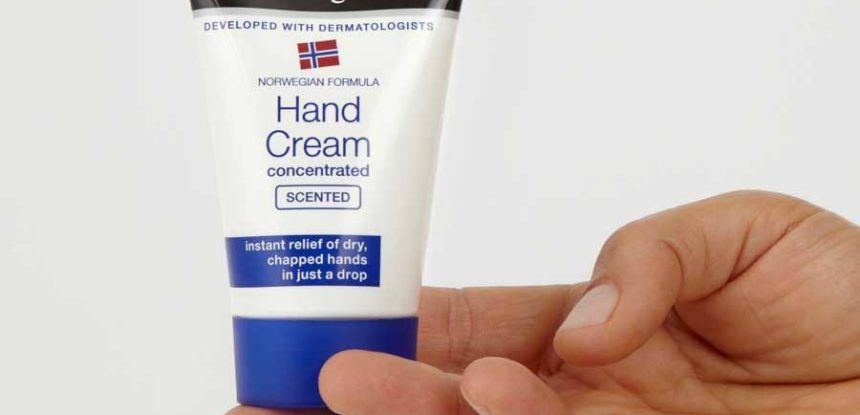 DEVELOPED WITH DERMATOLOGISTS
NORWEGIAN FORMULA
Hand
Cream
concentrated
SCENTED
instant relief of dry,
chapped hands
in just a drop